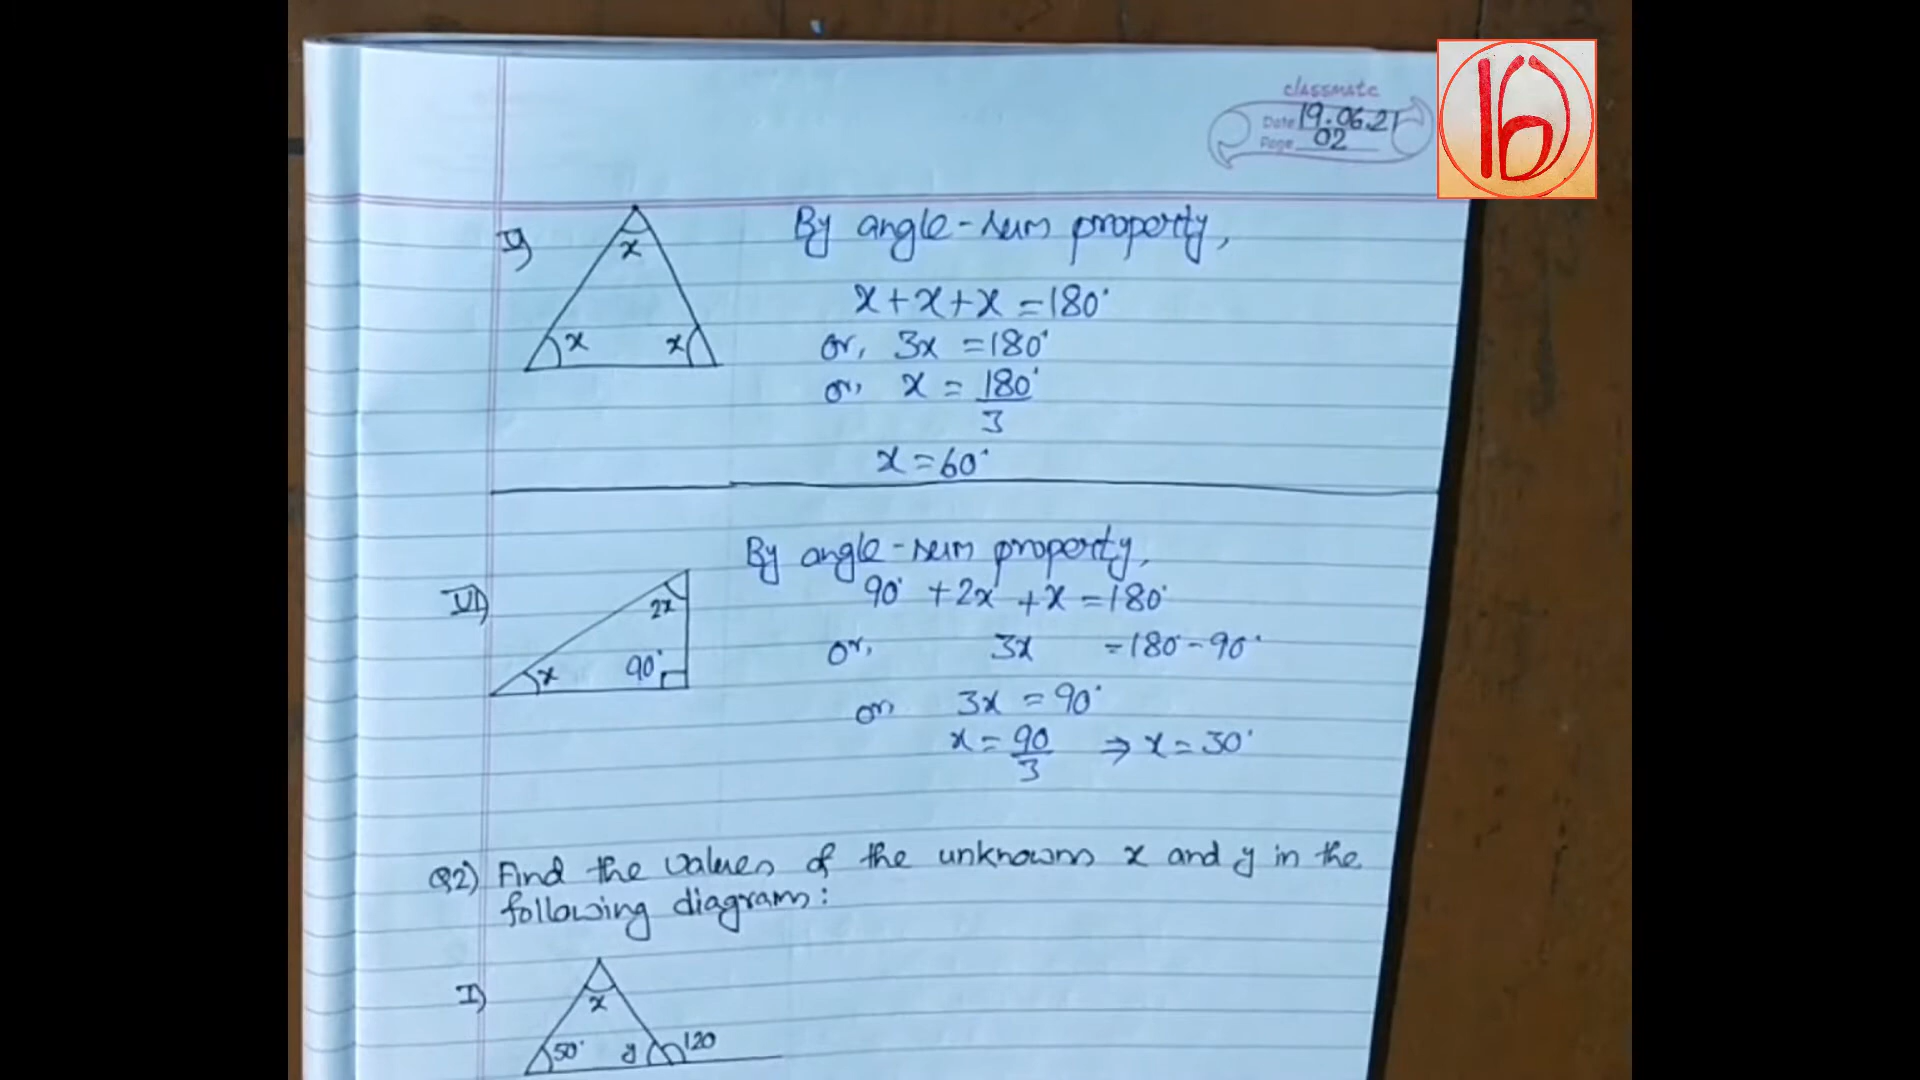 classmate
Date 19.06.21
Page 02
V)
x
x
x
By angle-sum property,
x+x+x=180°
or, 3x =180°
or, x = 180°
3
x=60°
VI)
2x
x
90°
By angle-sum property,
90° +2x +x =180°
or, 3x =180°-90°
or, 3x = 90°
x = 90 ⇒ x = 30°
3
Q2) Find the values of the unknowns x and y in the
following diagrams:
I)
x
50° y 120